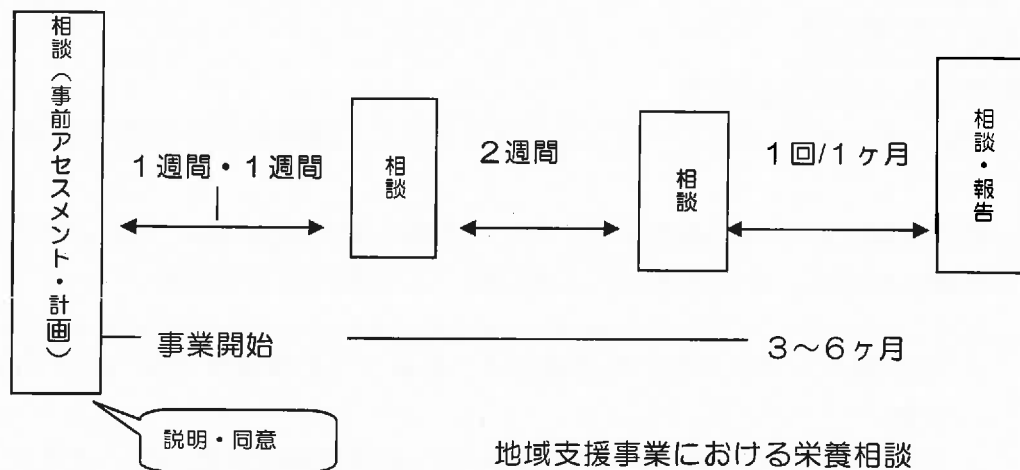 相談（事前アセスメント・計画）
１週間・１週間
相談
２週間
相談
１回/１ヶ月
相談・報告
事業開始
３～６ヶ月
説明・同意
地域支援事業における栄養相談